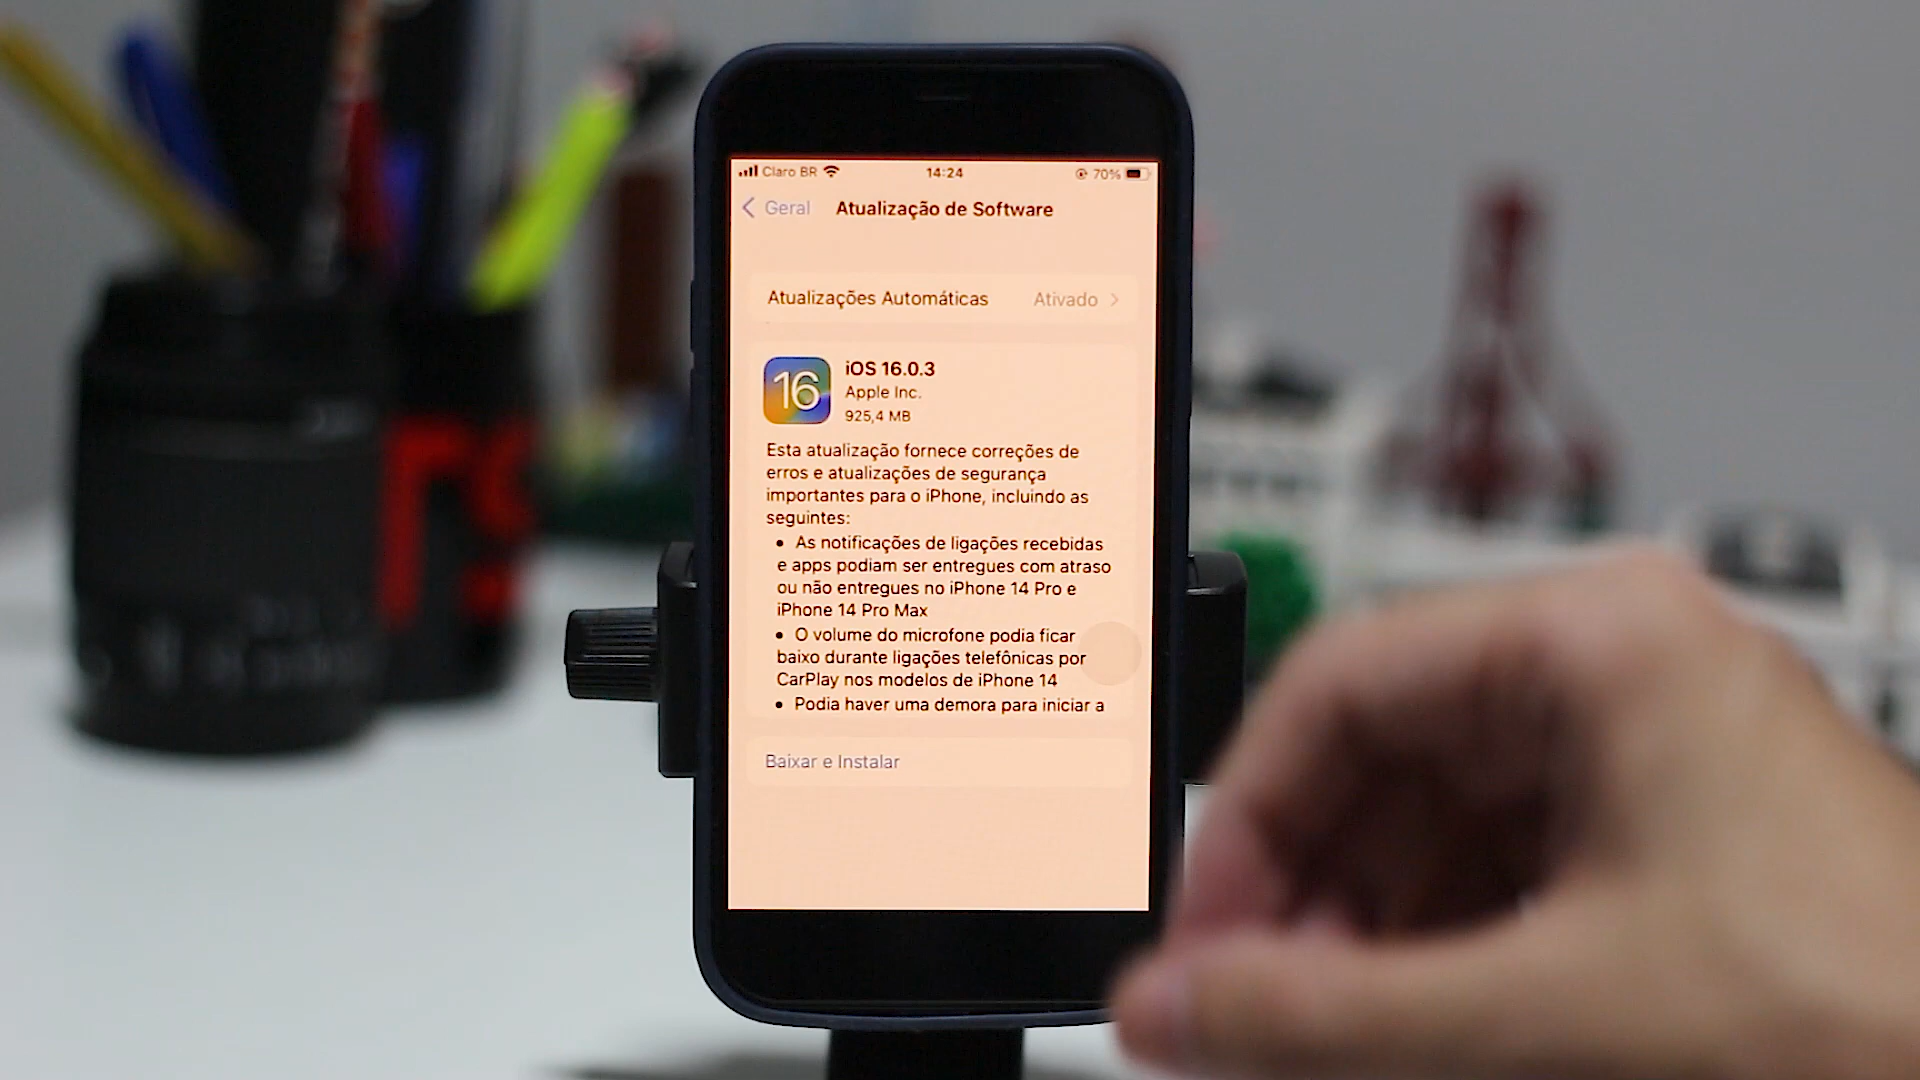 Claro BR
14:24
70%
Geral
Atualização de Software
Atualizações Automáticas
Ativado
16
iOS 16.0.3
Apple Inc.
925,4 MB
Esta atualização fornece correções de
erros e atualizações de segurança
importantes para o iPhone, incluindo as
seguintes:
• As notificações de ligações recebidas
e apps podiam ser entregues com atraso
ou não entregues no iPhone 14 Pro e
iPhone 14 Pro Max
• O volume do microfone podia ficar
baixo durante ligações telefônicas por
CarPlay nos modelos de iPhone 14
• Podia haver uma demora para iniciar a
Baixar e Instalar